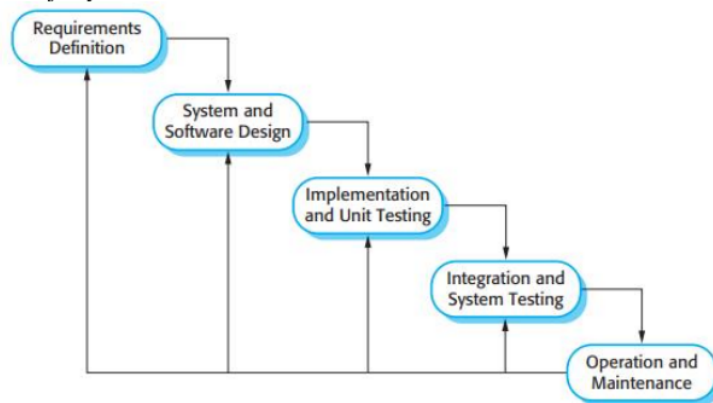 Requirements
Definition
System and
Software Design
Implementation
and Unit Testing
Integration and
System Testing
Operation and
Maintenance